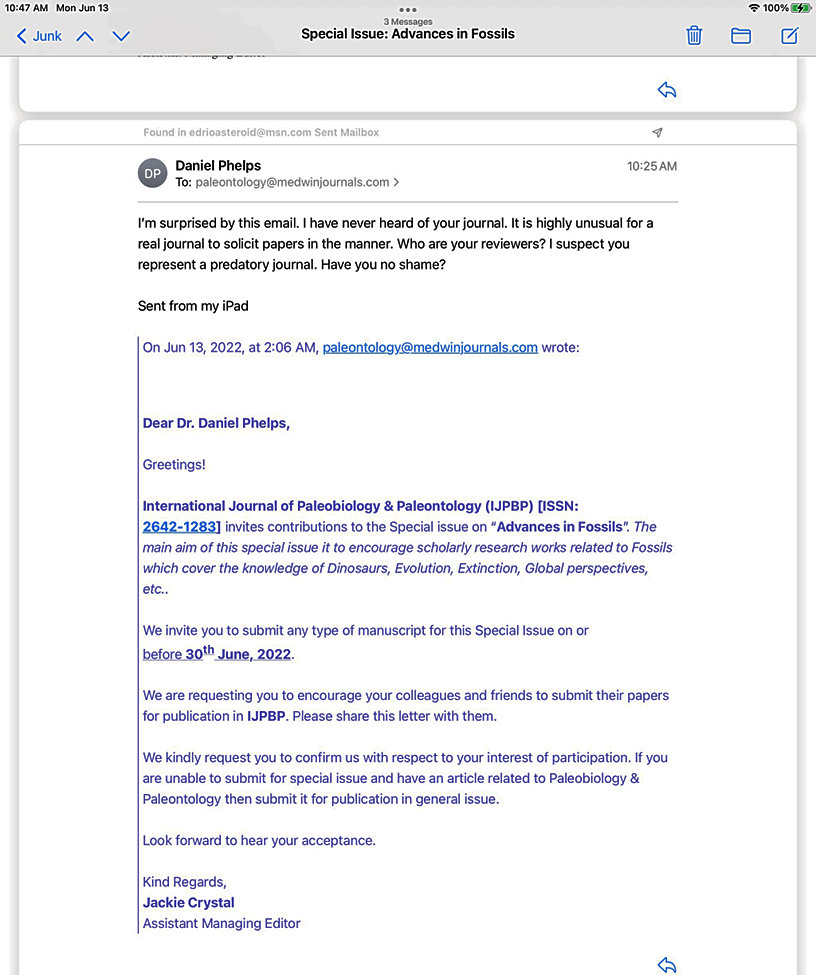 10:47 AM Mon Jun 13
100%
3 Messages
Junk
Special Issue: Advances in Fossils
Found in edrioasteroid@msn.com Sent Mailbox
DP
Daniel Phelps
10:25 AM
To: paleontology@medwinjournals.com
I'm surprised by this email. I have never heard of your journal. It is highly unusual for a
real journal to solicit papers in the manner. Who are your reviewers? I suspect you
represent a predatory journal. Have you no shame?
Sent from my iPad
On Jun 13, 2022, at 2:06 AM, paleontology@medwinjournals.com wrote:
Dear Dr. Daniel Phelps,
Greetings!
International Journal of Paleobiology & Paleontology (IJPBP) [ISSN:
2642-1283] invites contributions to the Special issue on “Advances in Fossils”. The
main aim of this special issue it to encourage scholarly research works related to Fossils
which cover the knowledge of Dinosaurs, Evolution, Extinction, Global perspectives,
etc..
We invite you to submit any type of manuscript for this Special Issue on or
before 30th June, 2022.
We are requesting you to encourage your colleagues and friends to submit their papers
for publication in IJPBP. Please share this letter with them.
We kindly request you to confirm us with respect to your interest of participation. If you
are unable to submit for special issue and have an article related to Paleobiology &
Paleontology then submit it for publication in general issue.
Look forward to hear your acceptance.
Kind Regards,
Jackie Crystal
Assistant Managing Editor